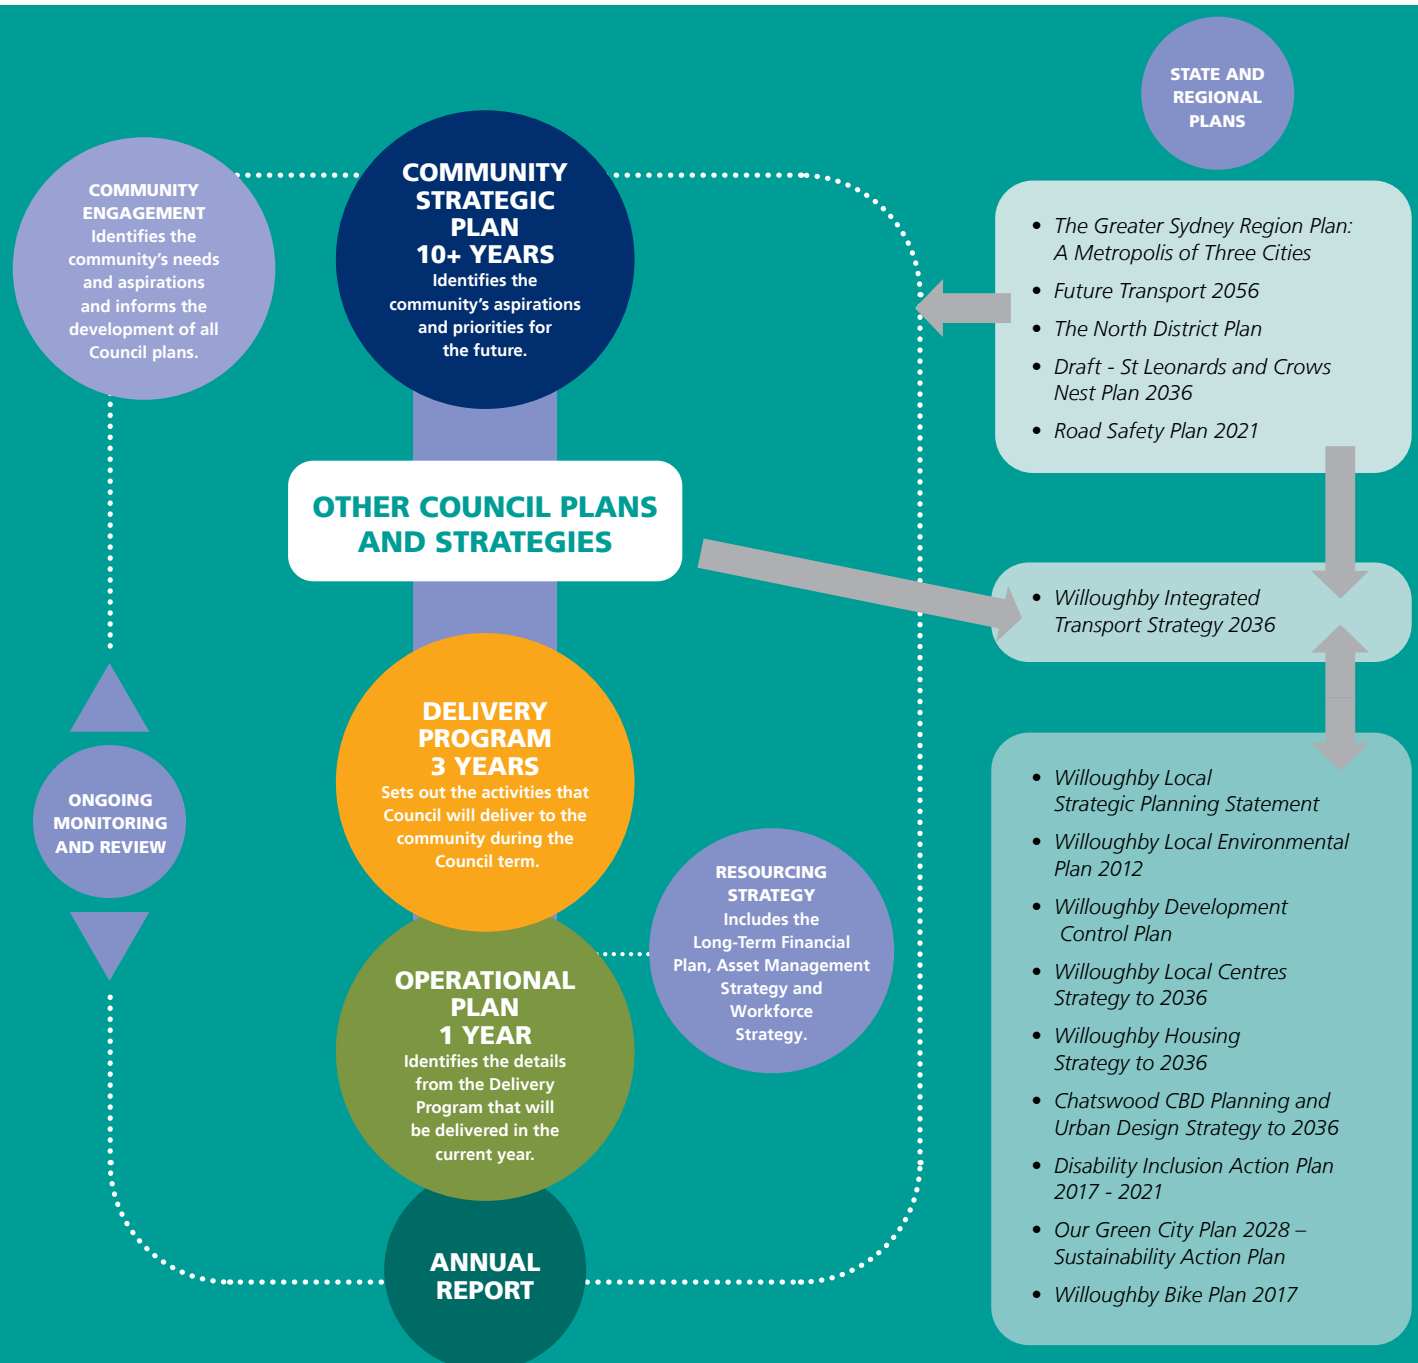 COMMUNITY
ENGAGEMENT
Identifies the
community's needs
and aspirations
and informs the
development of all
Council plans.
COMMUNITY
STRATEGIC
PLAN
10+ YEARS
Identifies the
community's aspirations
and priorities for
the future.
OTHER COUNCIL PLANS
AND STRATEGIES
DELIVERY
PROGRAM
3 YEARS
Sets out the activities that
Council will deliver to the
community during the
Council term.
ONGOING
MONITORING
AND REVIEW
RESOURCING
STRATEGY
Includes the
Long-Term Financial
Plan, Asset Management
Strategy and
Workforce
Strategy.
OPERATIONAL
PLAN
1 YEAR
Identifies the details
from the Delivery
Program that will
be delivered in the
current year.
ANNUAL
REPORT
STATE AND
REGIONAL
PLANS
• The Greater Sydney Region Plan:
A Metropolis of Three Cities
• Future Transport 2056
• The North District Plan
• Draft - St Leonards and Crows
Nest Plan 2036
• Road Safety Plan 2021
• Willoughby Integrated
Transport Strategy 2036
• Willoughby Local
Strategic Planning Statement
• Willoughby Local Environmental
Plan 2012
• Willoughby Development
Control Plan
• Willoughby Local Centres
Strategy to 2036
• Willoughby Housing
Strategy to 2036
• Chatswood CBD Planning and
Urban Design Strategy to 2036
• Disability Inclusion Action Plan
2017 - 2021
• Our Green City Plan 2028 –
Sustainability Action Plan
• Willoughby Bike Plan 2017